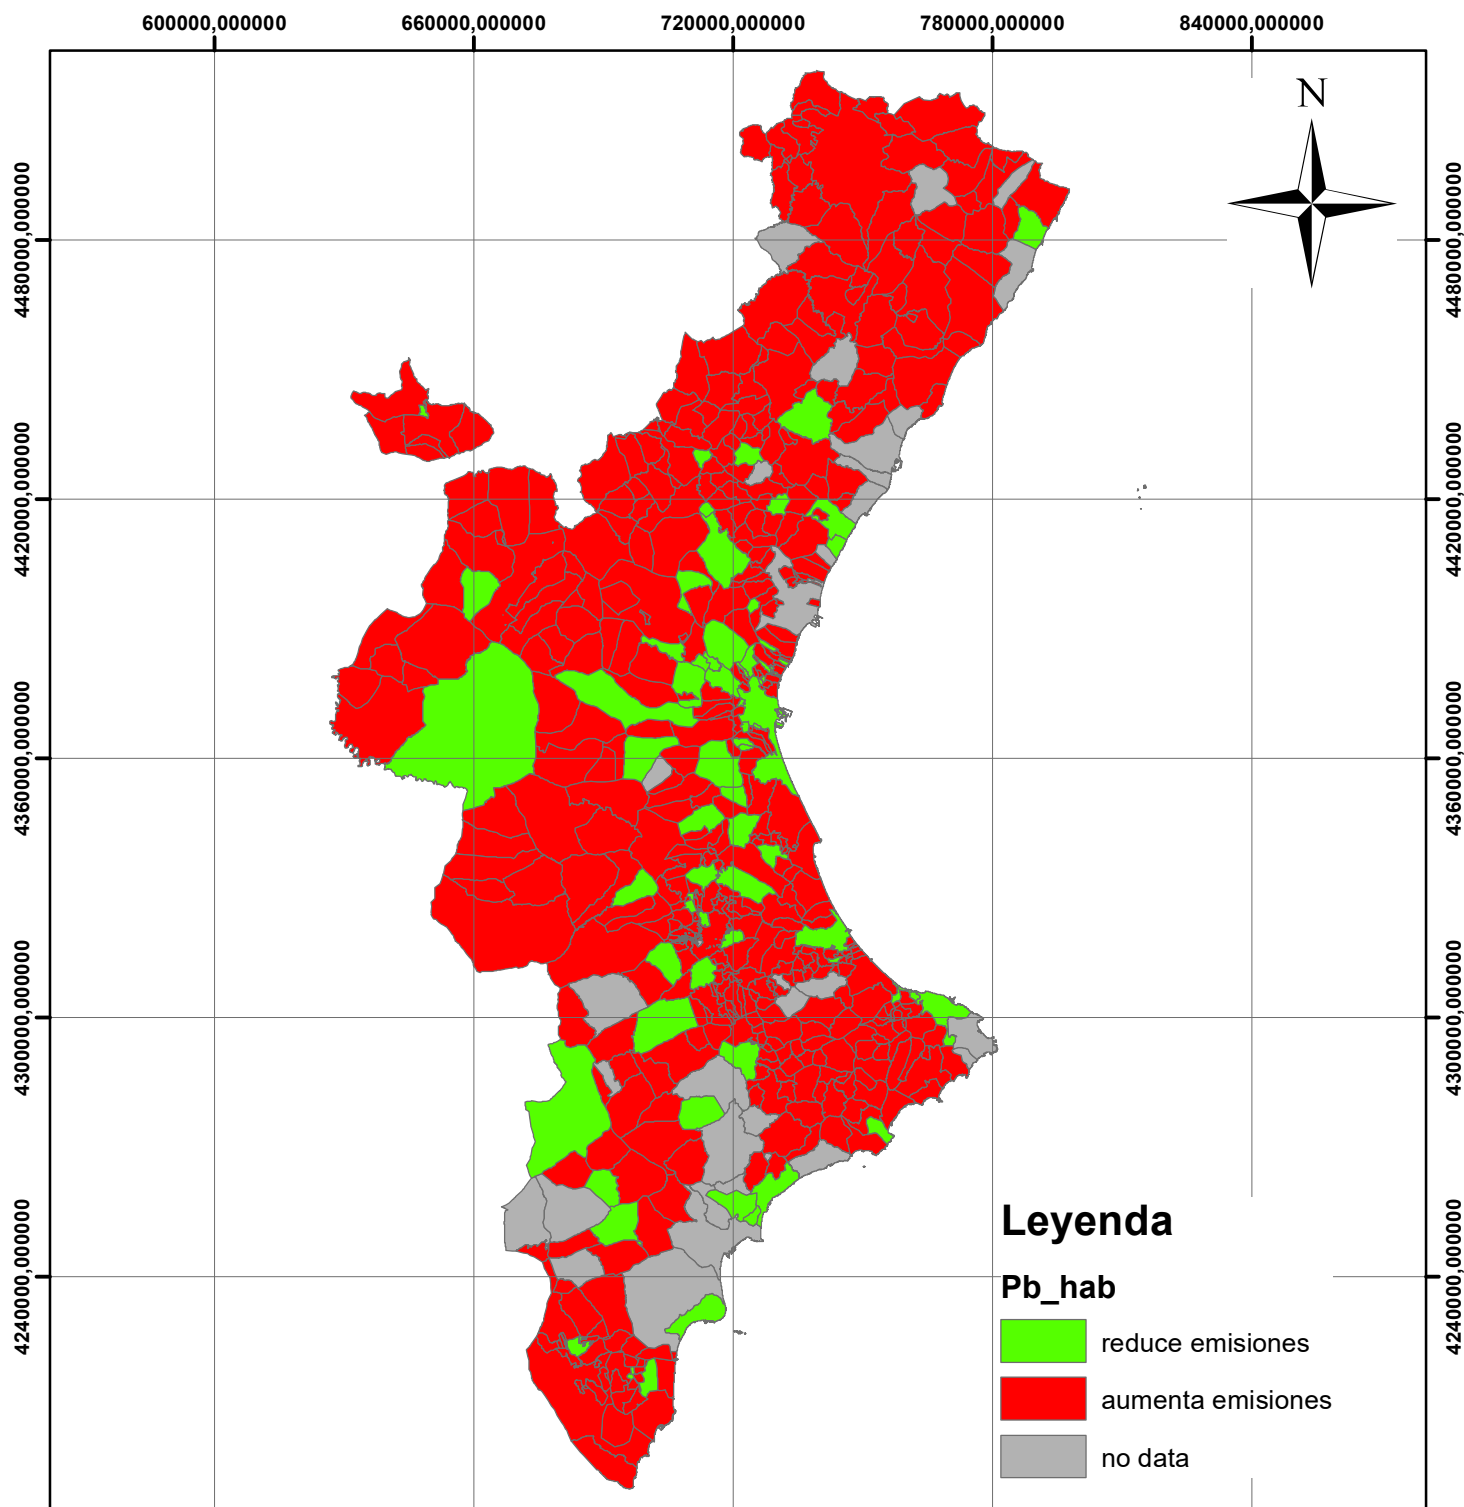 600000,000000 660000,000000 720000,000000 780000,000000 840000,000000
N
4480000,000000 4480000,000000
4420000,000000 4420000,000000
4360000,000000 4360000,000000
4300000,000000 4300000,000000
4240000,000000 4240000,000000
Leyenda
Pb_hab
reduce emisiones
aumenta emisiones
no data